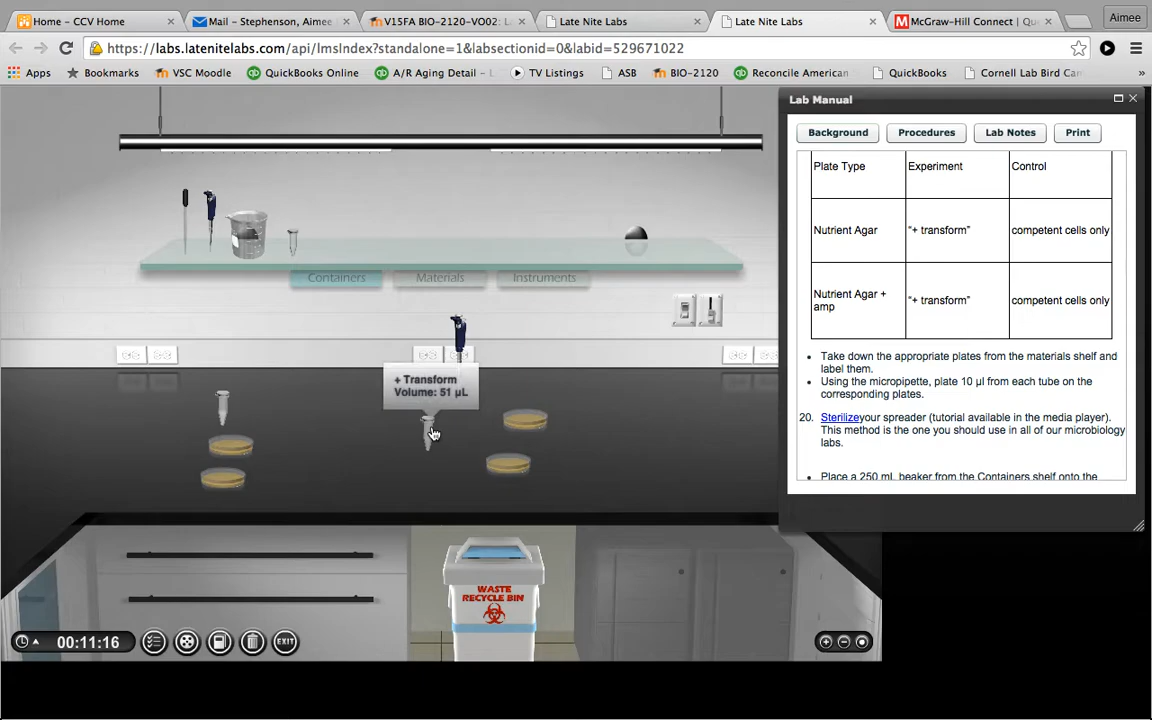 Home - CCV Home
Mail - Stephenson, Aimee
V15FA BIO-2120-VO02:
Late Nite Labs
Late Nite Labs
McGraw-Hill Connect | Qu
Aimee
https://labs.latenitelabs.com/api/lmsIndex?standalone=1&labsectionid=0&labid=529671022
Apps
Bookmarks
VSC Moodle
QuickBooks Online
A/R Aging Detail -
TV Listings
ASB
BIO-2120
Reconcile American
QuickBooks
Cornell Lab Bird Ca
»
Containers
Materials
Instruments
+ Transform
Volume: 51 µL
WASTE
RECYCLE BIN
00:11:16
EXIT
Lab Manual
Background
Procedures
Lab Notes
Print
Plate Type Experiment Control
Nutrient Agar "+ transform" competent cells only
Nutrient Agar + "+ transform" competent cells only
amp
• Take down the appropriate plates from the materials shelf and
label them.
• Using the micropipette, plate 10 µl from each tube on the
corresponding plates.
20. Sterilizeyour spreader (tutorial available in the media player).
This method is the one you should use in all of our microbiology
labs.
• Place a 250 mL beaker from the Containers shelf onto the